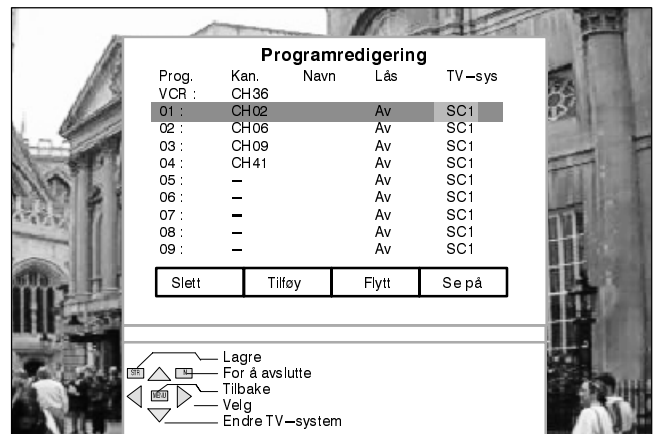 Programredigering
Prog. Kan. Navn Lås TV-sys
VCR : CH36
01 : CH02 Av SC1
02 : CH06 Av SC1
03 : CH09 Av SC1
04 : CH41 Av SC1
05 : – Av SC1
06 : – Av SC1
07 : – Av SC1
08 : – Av SC1
09 : – Av SC1
Slett Tilføy Flytt Se på
Lagre
STR N For å avslutte
MENU Tilbake
Velg
Endre TV-system